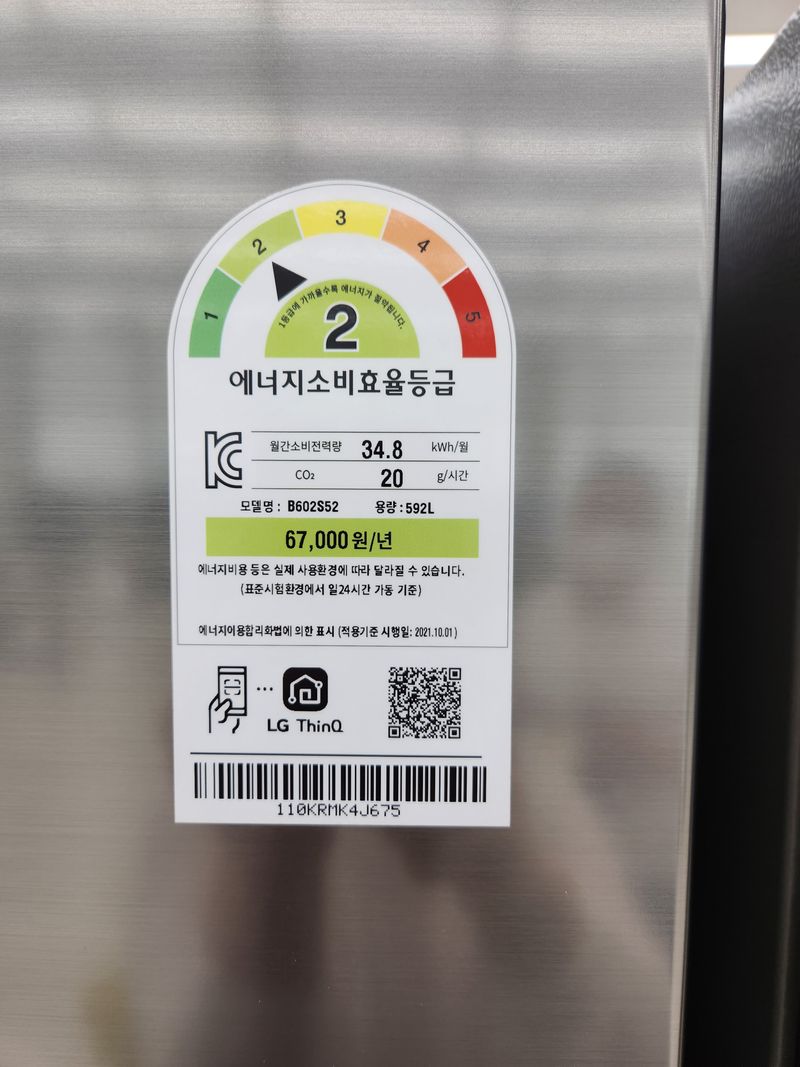 1 2 3 4 5
1등급에 가까울수록 에너지가 절약됩니다.
2
에너지소비효율등급
월간소비전력량 34.8 kWh/월
CO₂ 20 g/시간
모델명 : B602S52 용량 : 592L
67,000원/년
에너지비용 등은 실제 사용환경에 따라 달라질 수 있습니다.
(표준시험환경에서 일24시간 가동 기준)
에너지이용합리화법에 의한 표시 (적용기준 시행일: 2021.10.01)
LG ThinQ
110KRMK4J675